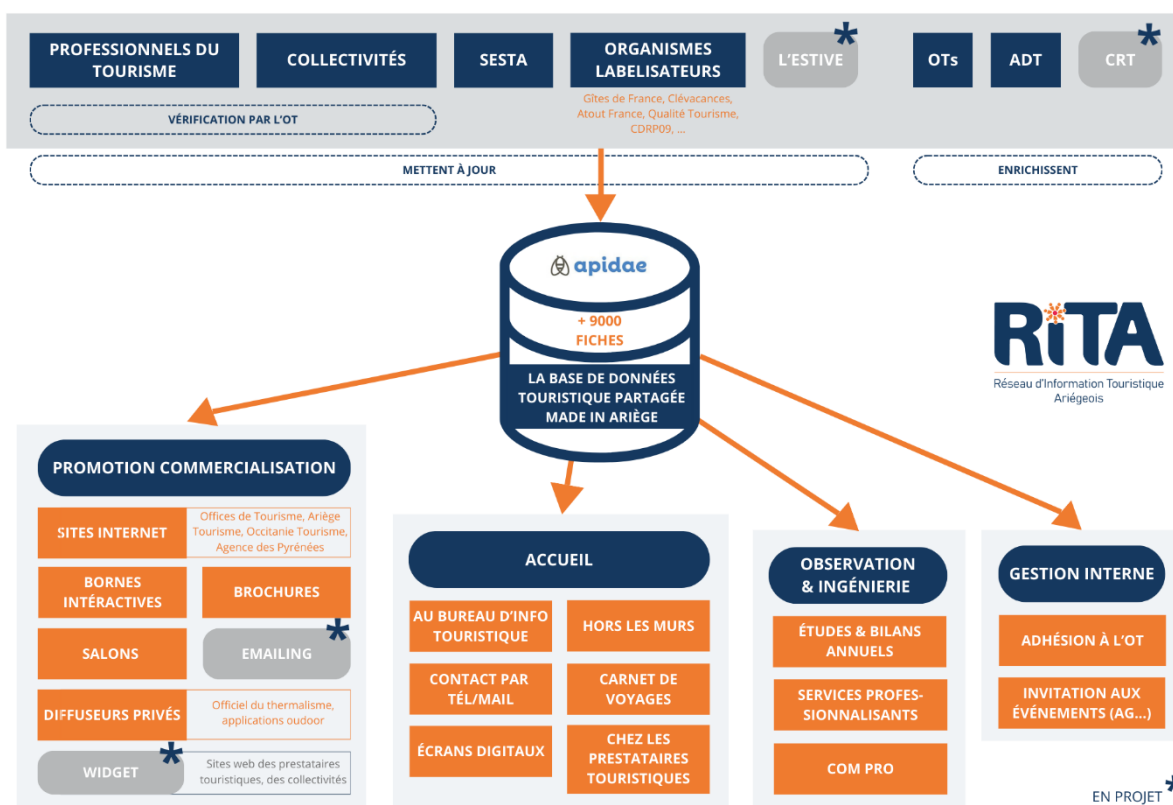 PROFESSIONNELS DU
TOURISME
COLLECTIVITÉS
SESTA
ORGANISMES
LABELISATEURS
L'ESTIVE
*
OTs
ADT
CRT
*
Gîtes de France, Clévacances,
Atout France, Qualité Tourisme,
CDRP09, ...
VÉRIFICATION PAR L'OT
METTENT À JOUR
ENRICHISSENT
apidae
+ 9000
FICHES
LA BASE DE DONNÉES
TOURISTIQUE PARTAGÉE
MADE IN ARIÈGE
RiTA
Réseau d'Information Touristique
Ariégeois
PROMOTION COMMERCIALISATION
SITES INTERNET
Offices de Tourisme, Ariège
Tourisme, Occitanie Tourisme,
Agence des Pyrénées
BORNES
INTÉRACTIVES
BROCHURES
SALONS
EMAILING
*
DIFFUSEURS PRIVÉS
Officiel du thermalisme,
applications oudoor
WIDGET
*
Sites web des prestataires
touristiques, des collectivités
ACCUEIL
AU BUREAU D'INFO
TOURISTIQUE
HORS LES MURS
CONTACT PAR
TÉL/MAIL
CARNET DE
VOYAGES
ÉCRANS DIGITAUX
CHEZ LES
PRESTATAIRES
TOURISTIQUES
OBSERVATION
& INGÉNIERIE
ÉTUDES & BILANS
ANNUELS
SERVICES PROFES-
SIONNALISANTS
COM PRO
GESTION INTERNE
ADHÉSION À L'OT
INVITATION AUX
ÉVÉNEMENTS (AG...)
EN PROJET *